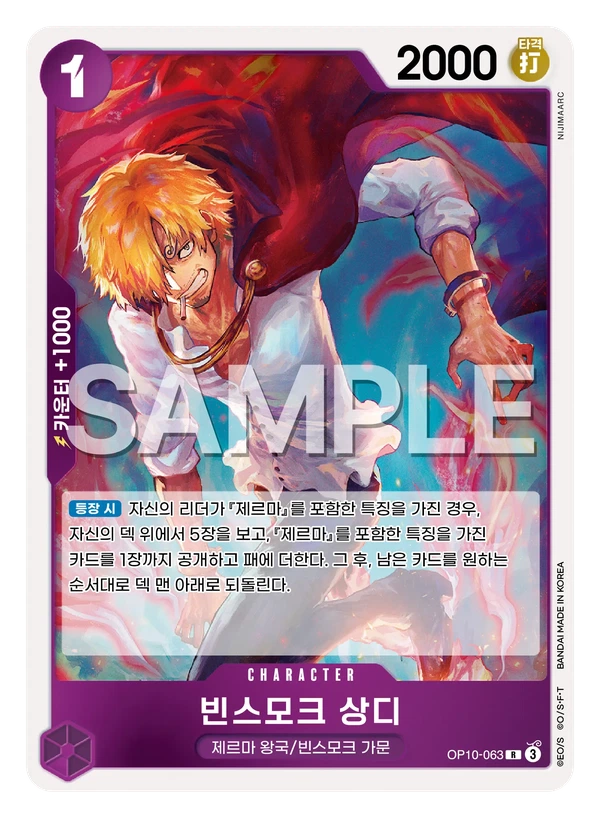 1
2000
타격
打
NIJIMAARC
카운터 +1000
SAMPLE
등장 시 자신의 리더가 『제르마』를 포함한 특징을 가진 경우,
자신의 덱 위에서 5장을 보고, 『제르마』를 포함한 특징을 가진
카드를 1장까지 공개하고 패에 더한다. 그 후, 남은 카드를 원하는
순서대로 덱 맨 아래로 되돌린다.
CHARACTER
빈스모크 상디
제르마 왕국/빈스모크 가문
OP10-063 R 3
©E.O/S ©O/S·F·T BANDAI MADE IN KOREA